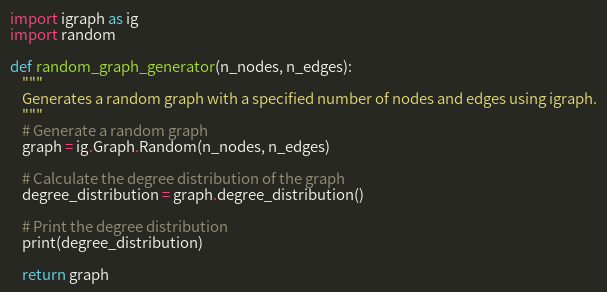 import igraph as ig
import random
def random_graph_generator(n_nodes, n_edges):
"""
Generates a random graph with a specified number of nodes and edges using igraph.
"""
# Generate a random graph
graph = ig.Graph.Random(n_nodes, n_edges)
# Calculate the degree distribution of the graph
degree_distribution = graph.degree_distribution()
# Print the degree distribution
print(degree_distribution)
return graph